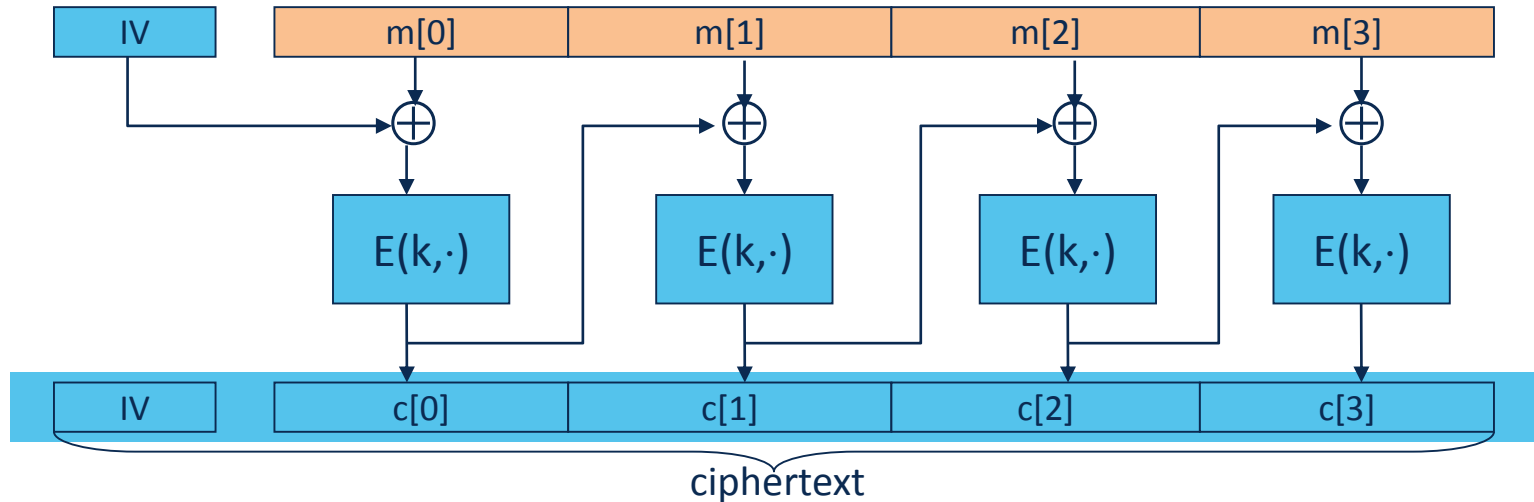 IV m[0] m[1] m[2] m[3]
E(k,·) E(k,·) E(k,·) E(k,·)
IV c[0] c[1] c[2] c[3]
ciphertext